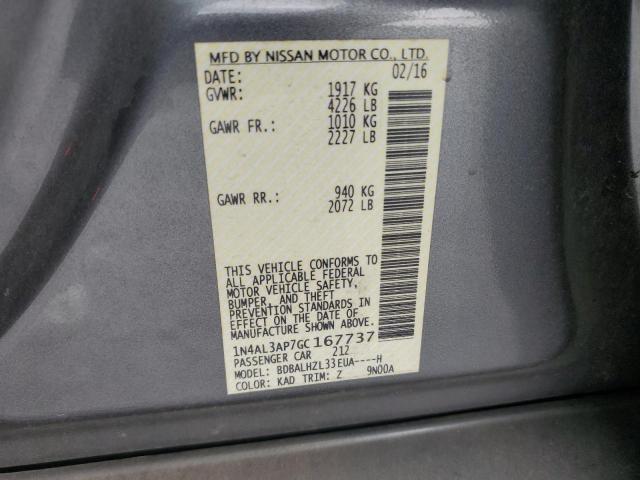 MFD BY NISSAN MOTOR CO., LTD.
DATE: 02/16
GVWR: 1917 KG
4226 LB
GAWR FR.: 1010 KG
2227 LB
GAWR RR.: 940 KG
2072 LB
THIS VEHICLE CONFORMS TO
ALL APPLICABLE FEDERAL
MOTOR VEHICLE SAFETY,
BUMPER, AND THEFT
PREVENTION STANDARDS IN
EFFECT ON THE DATE OF
MANUFACTURE SHOWN ABOVE.
1N4AL3AP7GC167737
PASSENGER CAR 212
MODEL: BDBALHZL33EUA----H
COLOR: KAD TRIM: Z 9N00A